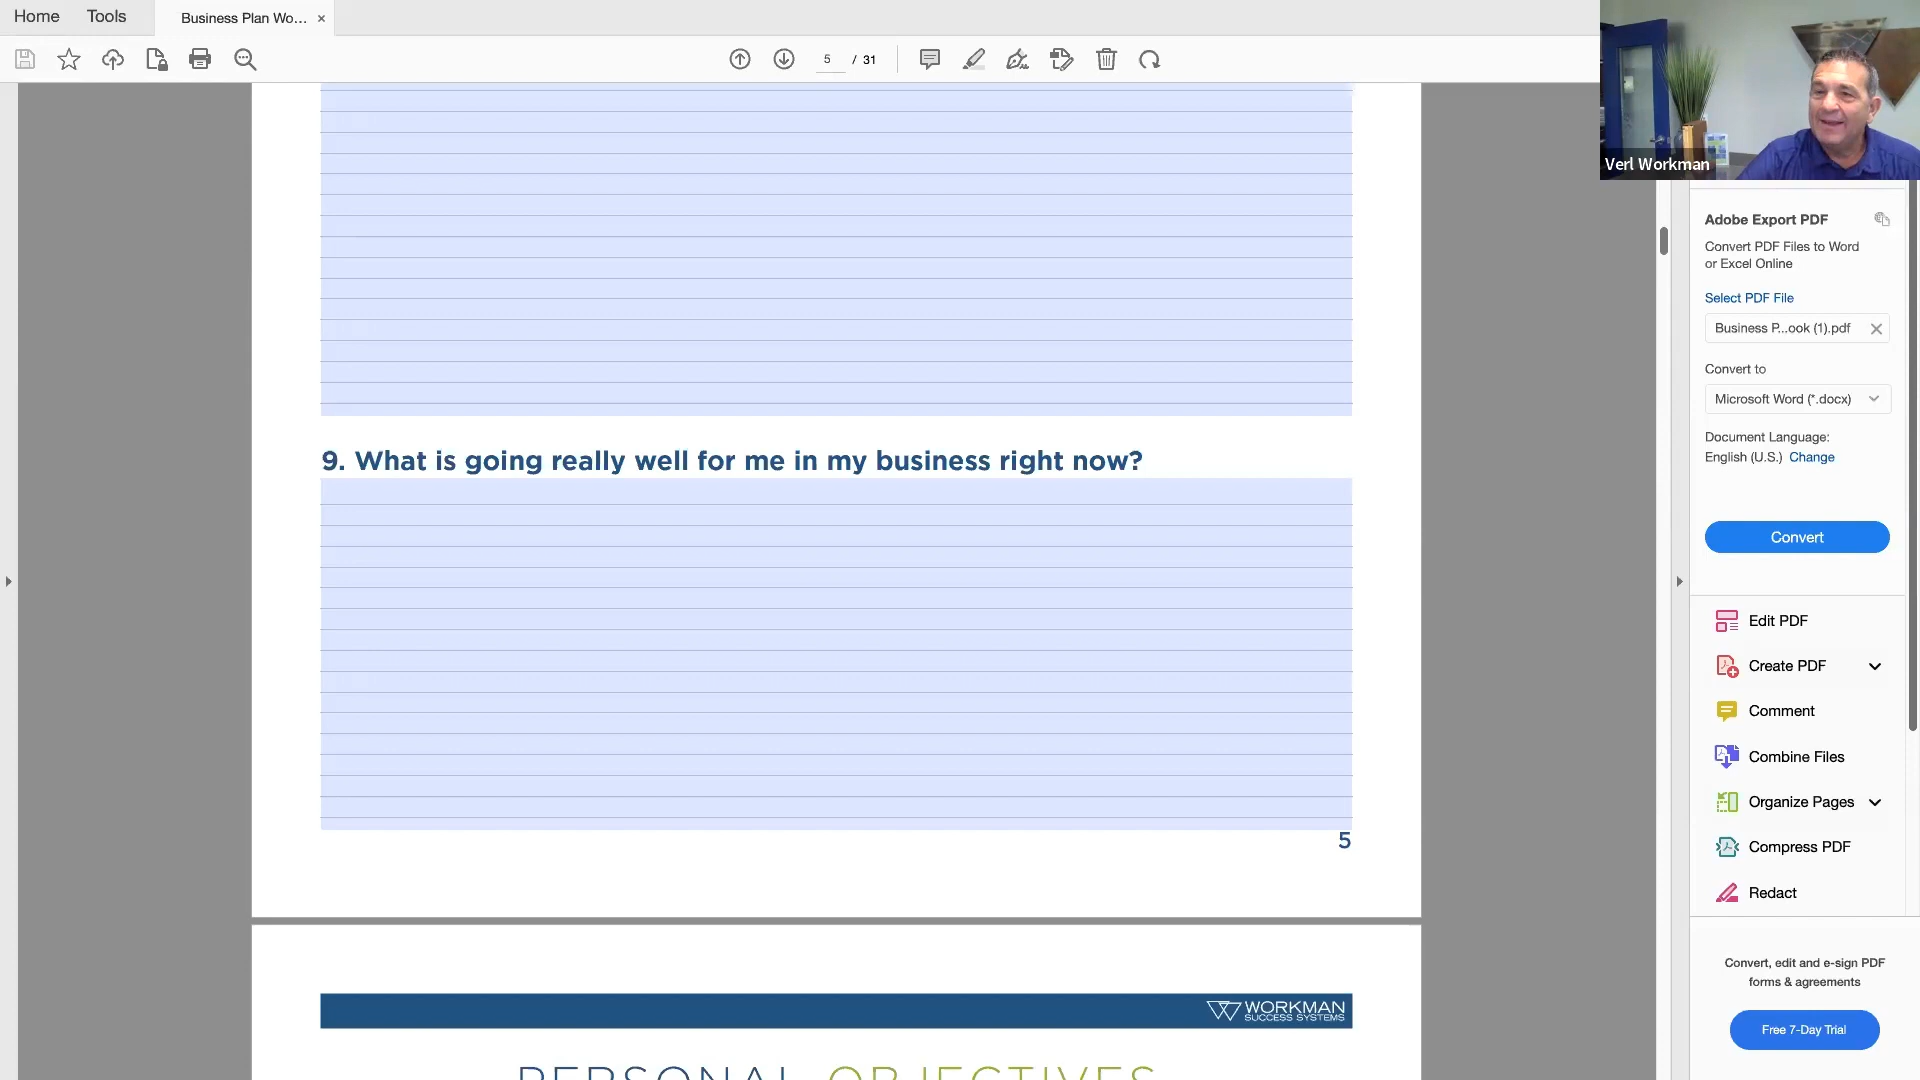 Home
Tools
Business Plan Wo...
5 / 31
Verl Workman
9. What is going really well for me in my business right now?
5
WORKMAN
SUCCESS SYSTEMS
PERSONAL OBJECTIVES
Adobe Export PDF
Convert PDF Files to Word
or Excel Online
Select PDF File
Business P...ook (1).pdf
Convert to
Microsoft Word (*.docx)
Document Language:
English (U.S.) Change
Convert
Edit PDF
Create PDF
Comment
Combine Files
Organize Pages
Compress PDF
Redact
Convert, edit and e-sign PDF
forms & agreements
Free 7-Day Trial